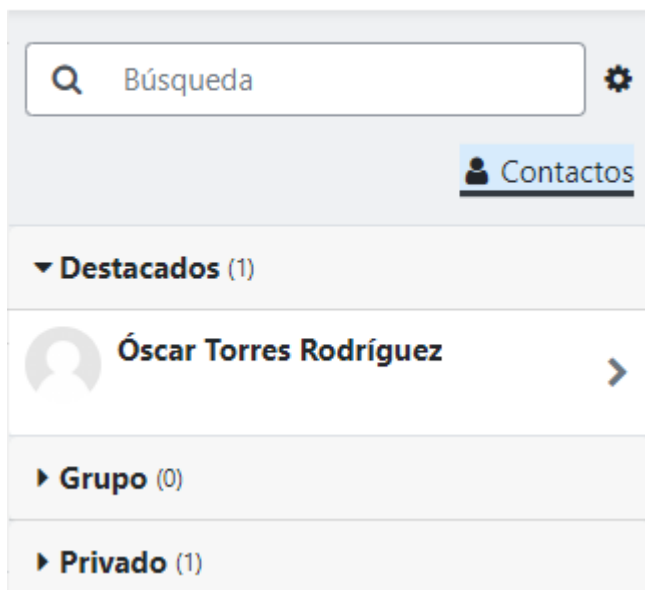 Búsqueda
Contactos
Destacados (1)
Óscar Torres Rodríguez
Grupo (0)
Privado (1)